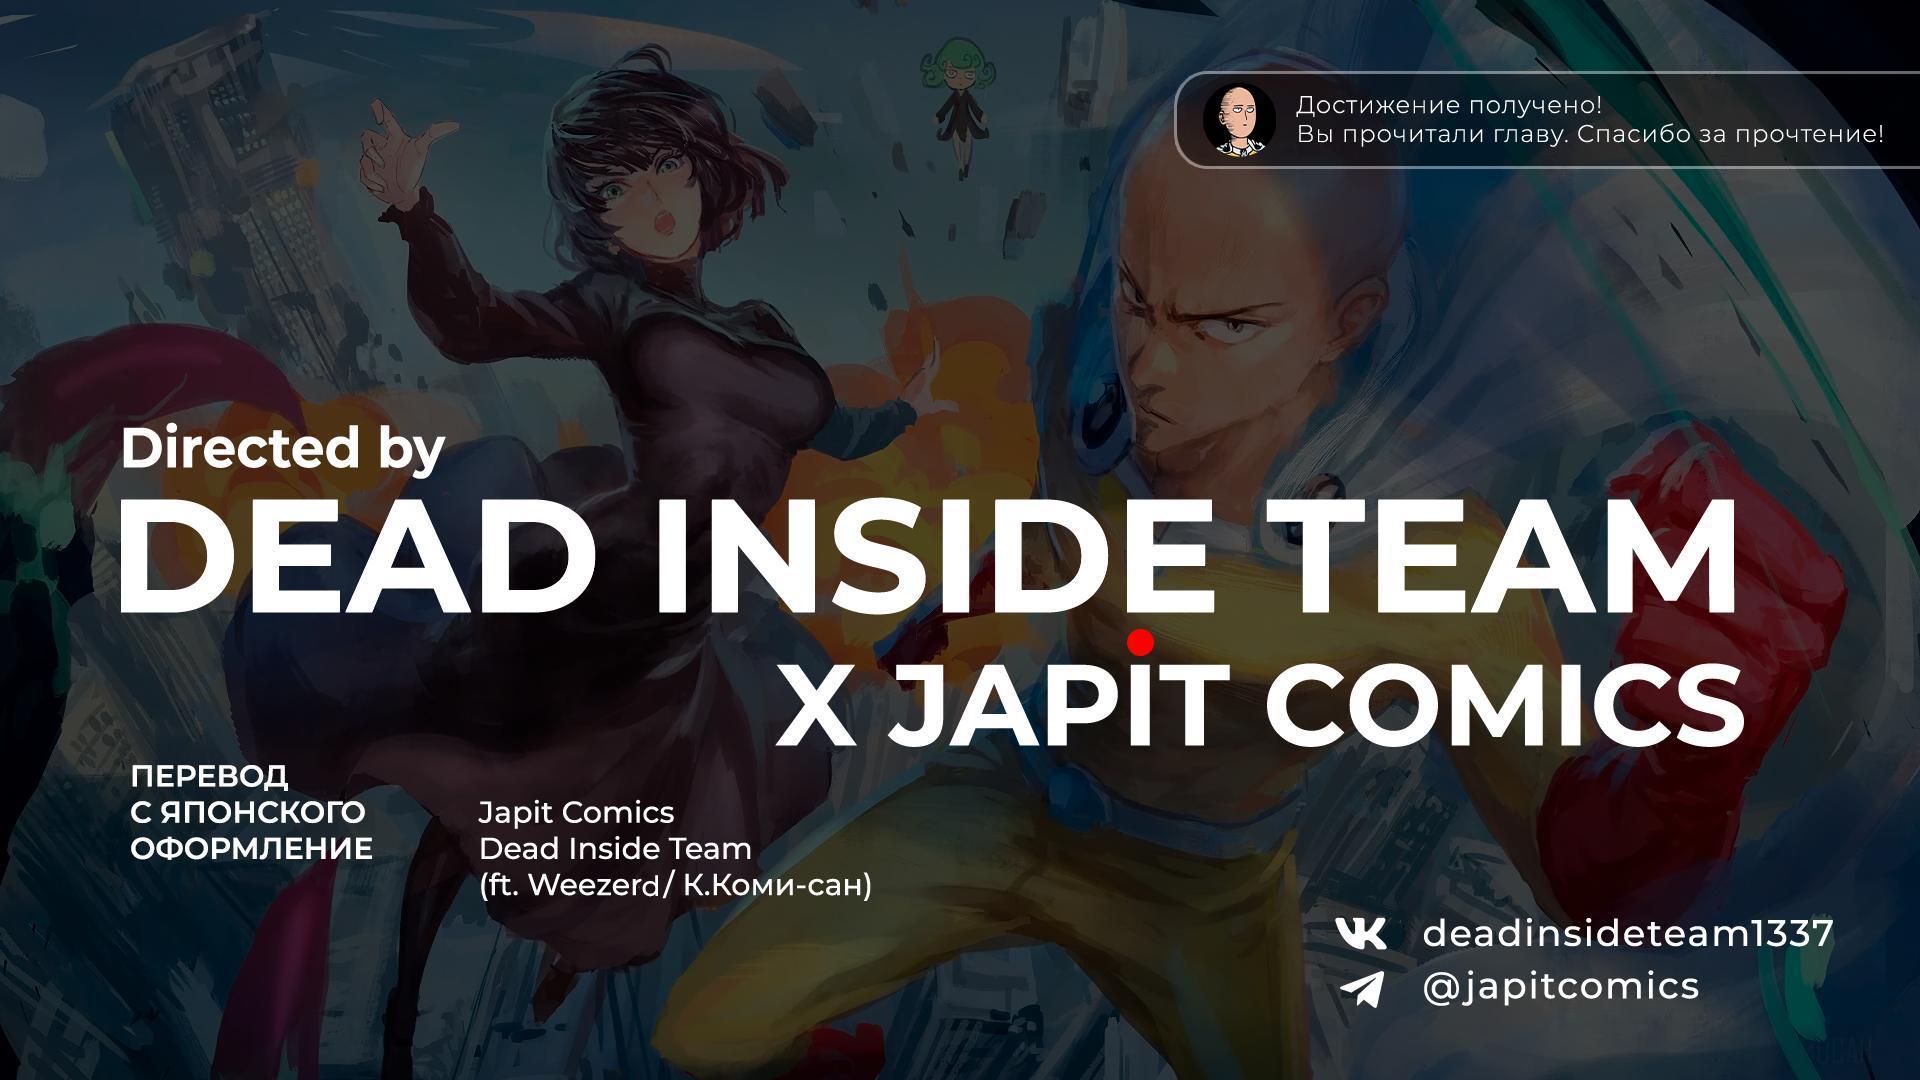 Достижение получено!
Вы прочитали главу. Спасибо за прочтение!
Directed by
DEAD INSIDE TEAM
X JAPIT COMICS
ПЕРЕВОД
С ЯПОНСКОГО
ОФОРМЛЕНИЕ
Japit Comics
Dead Inside Team
(ft. Weezerd/ К.Коми-сан)
deadinsideteam1337
@japitcomics